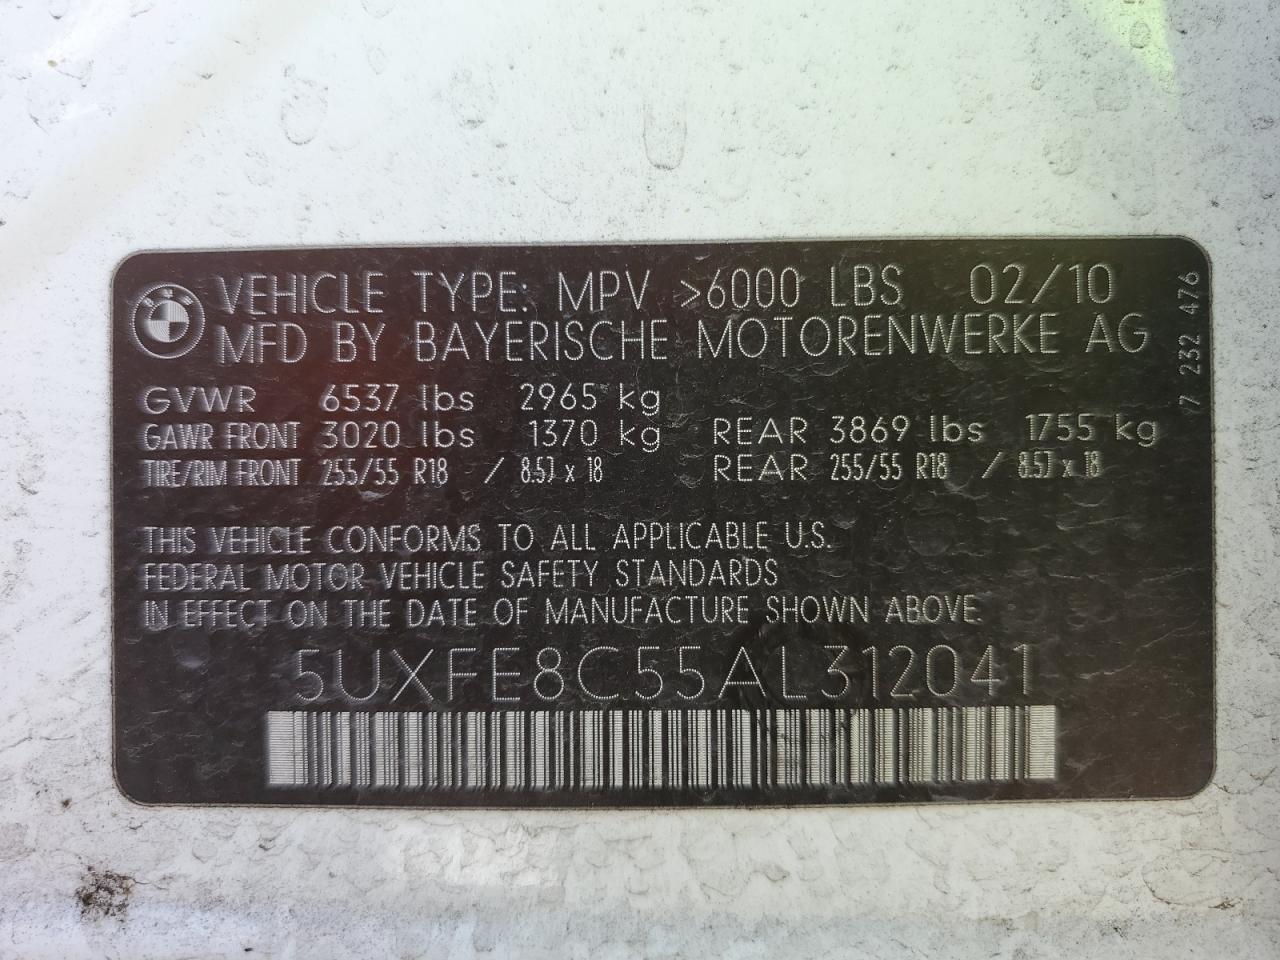 VEHICLE TYPE: MPV >6000 LBS 02/10
MFD BY BAYERISCHE MOTORENWERKE AG
GVWR 6537 lbs 2965 kg
GAWR FRONT 3020 lbs 1370 kg REAR 3869 lbs 1755 kg
TIRE/RIM FRONT 255/55 R18 / 8.5J x 18 REAR 255/55 R18 / 8.5J x 18
THIS VEHICLE CONFORMS TO ALL APPLICABLE U.S.
FEDERAL MOTOR VEHICLE SAFETY STANDARDS
IN EFFECT ON THE DATE OF MANUFACTURE SHOWN ABOVE.
5UXFE8C55AL312041
7 232 476
BMW